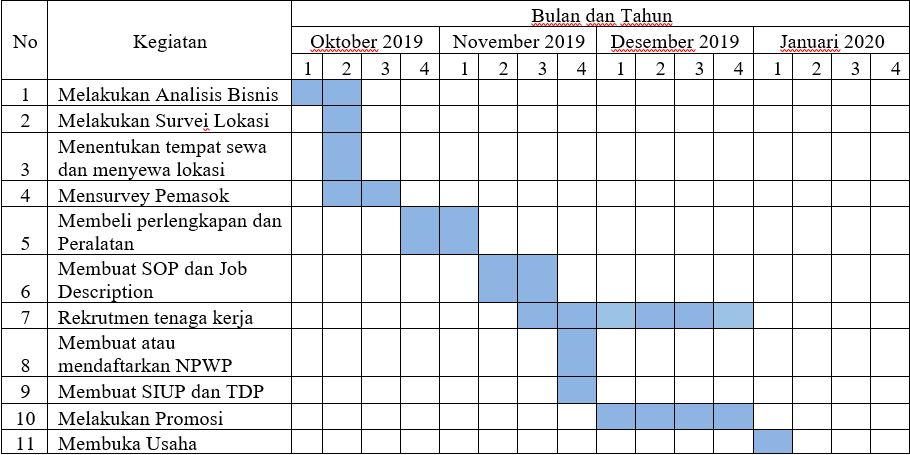 Bulan dan Tahun
No Kegiatan Oktober 2019 November 2019 Desember 2019 Januari 2020
1 2 3 4 1 2 3 4 1 2 3 4 1 2 3 4
1 Melakukan Analisis Bisnis
2 Melakukan Survei Lokasi
Menentukan tempat sewa
3 dan menyewa lokasi
4 Mensurvey Pemasok
Membeli perlengkapan dan
5 Peralatan
Membuat SOP dan Job
6 Description
7 Rekrutmen tenaga kerja
Membuat atau
8 mendaftarkan NPWP
9 Membuat SIUP dan TDP
10 Melakukan Promosi
11 Membuka Usaha